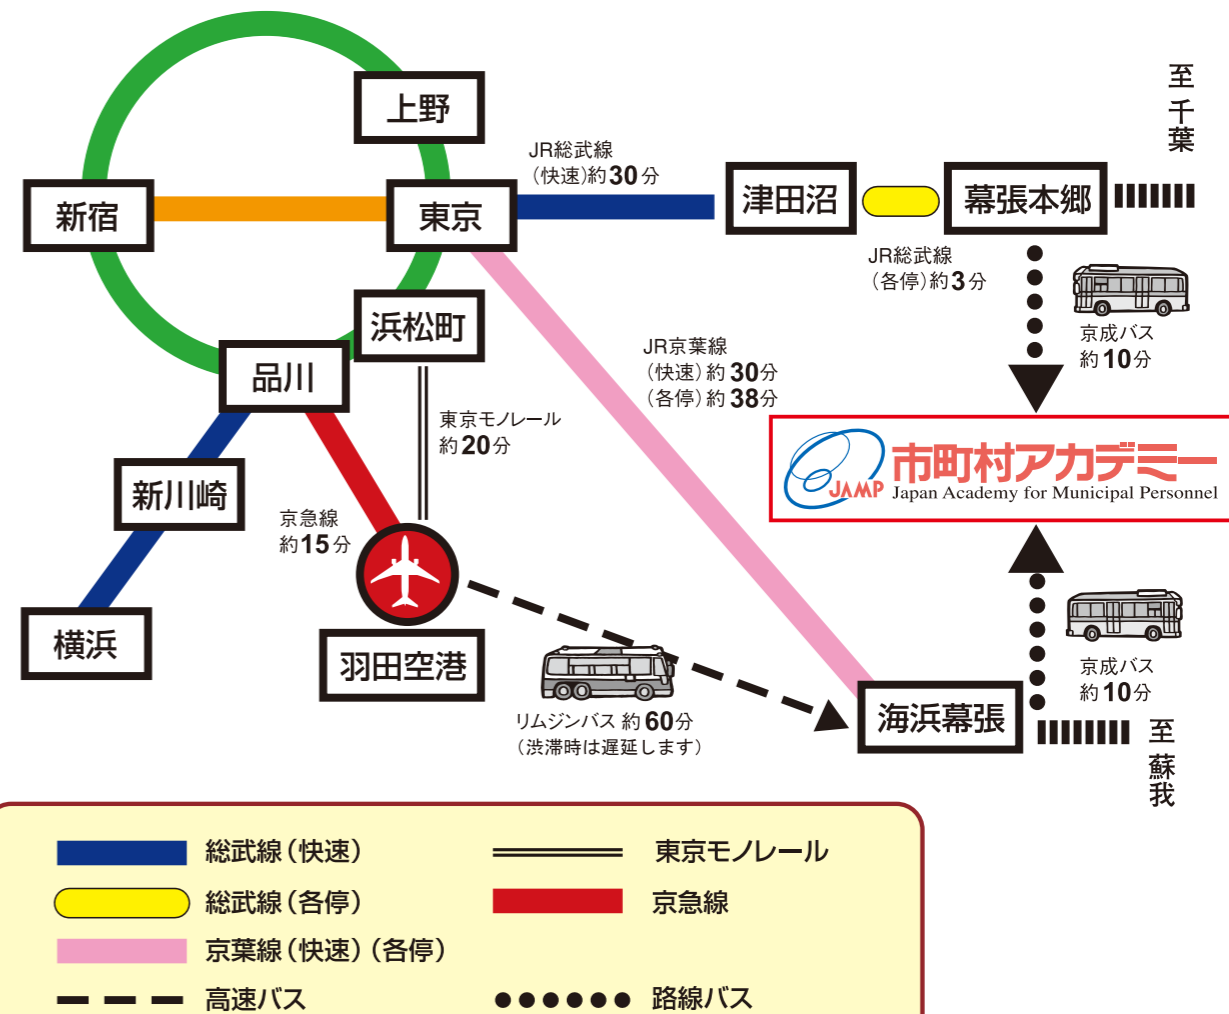 上野
至千葉
JR総武線
（快速）約30分
新宿
東京
津田沼
幕張本郷
JR総武線
（各停）約3分
京成バス
約10分
浜松町
JR京葉線
（快速）約30分
（各停）約38分
品川
東京モノレール
約20分
JAMP
市町村アカデミー
Japan Academy for Municipal Personnel
新川崎
京急線
約15分
横浜
羽田空港
京成バス
約10分
リムジンバス 約60分
（渋滞時は遅延します）
海浜幕張
至蘇我
総武線（快速）
東京モノレール
総武線（各停）
京急線
京葉線（快速）（各停）
高速バス
路線バス